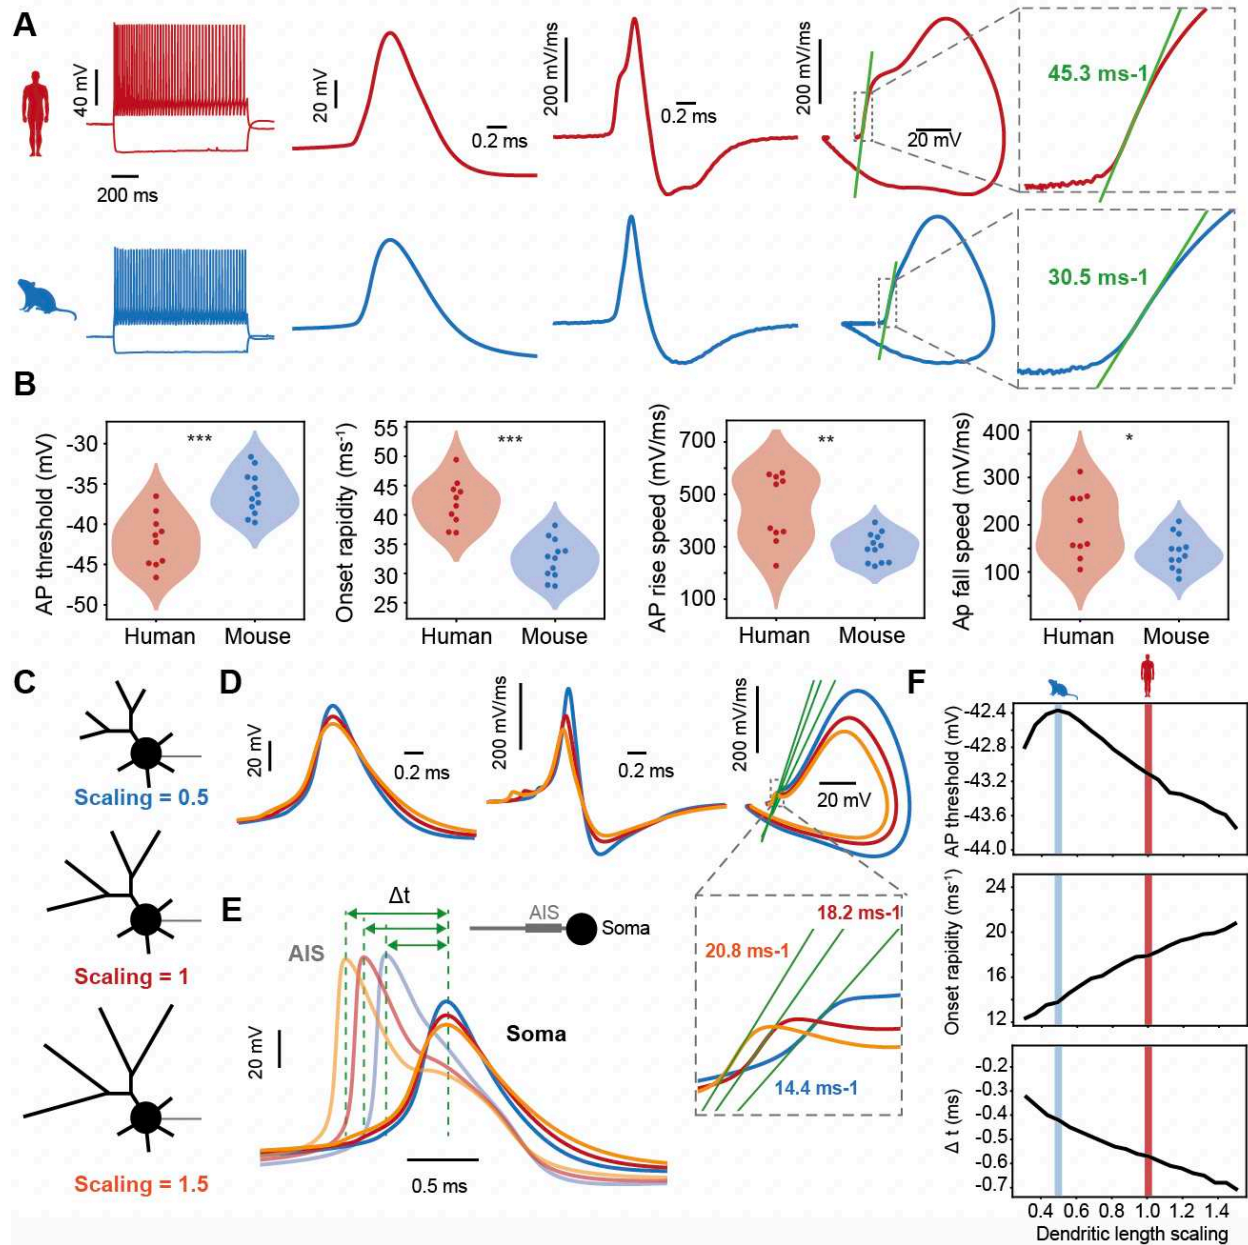 A
40 mV
200 ms
20 mV
0.2 ms
200 mV/ms
0.2 ms
200 mV/ms
20 mV
45.3 ms-1
30.5 ms-1
B
AP threshold (mV)
-30
-35
-40
-45
-50
***
Human Mouse
Onset rapidity (ms⁻¹)
55
50
45
40
35
30
25
***
Human Mouse
AP rise speed (mV/ms)
700
500
300
100
**
Human Mouse
Ap fall speed (mV/ms)
400
300
200
100
*
Human Mouse
C
Scaling = 0.5
Scaling = 1
Scaling = 1.5
D
20 mV
0.2 ms
200 mV/ms
0.2 ms
200 mV/ms
20 mV
18.2 ms-1
20.8 ms-1
14.4 ms-1
E
Δt
AIS
AIS
Soma
Soma
20 mV
0.5 ms
F
AP threshold (mV)
-42.4
-42.8
-43.2
-43.6
-44.0
Onset rapidity (ms⁻¹)
24
20
16
12
Δ t (ms)
-0.2
-0.3
-0.4
-0.5
-0.6
-0.7
0.4 0.6 0.8 1.0 1.2 1.4
Dendritic length scaling